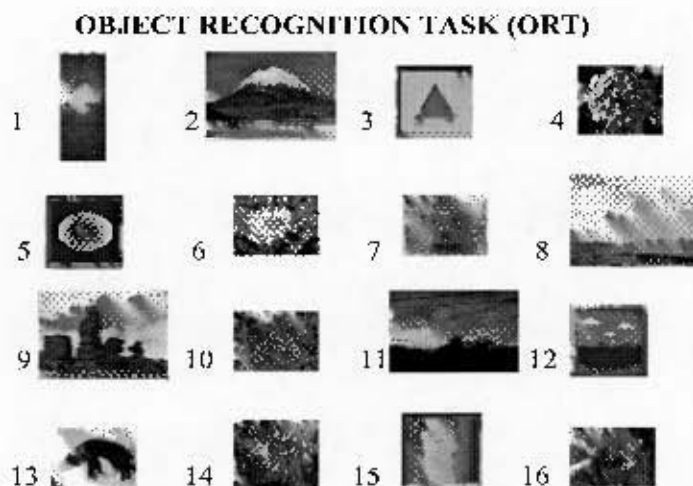 OBJECT RECOGNITION TASK (ORT)
1 2 3 4
5 6 7 8
9 10 11 12
13 14 15 16